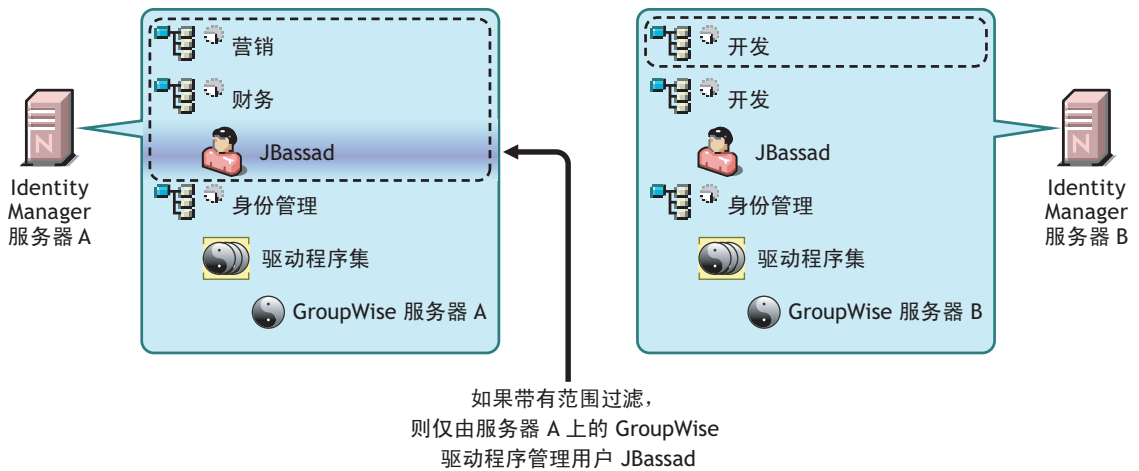 营销
财务
JBassad
身份管理
驱动程序集
GroupWise 服务器 A
Identity
Manager
服务器 A
开发
开发
JBassad
身份管理
驱动程序集
GroupWise 服务器 B
Identity
Manager
服务器 B
如果带有范围过滤，
则仅由服务器 A 上的 GroupWise
驱动程序管理用户 JBassad